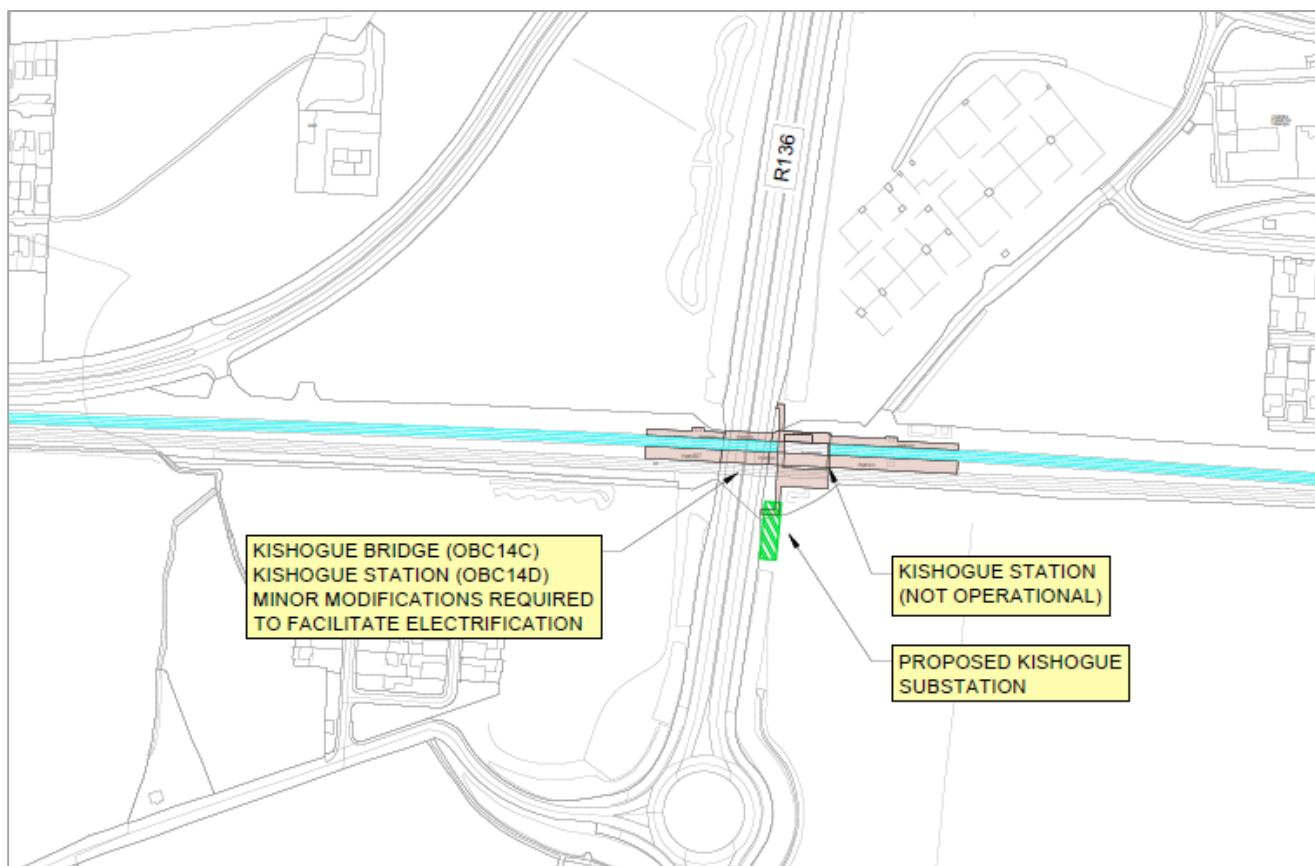 R136
KISHOGUE BRIDGE (OBC14C)
KISHOGUE STATION (OBC14D)
MINOR MODIFICATIONS REQUIRED
TO FACILITATE ELECTRIFICATION
KISHOGUE STATION
(NOT OPERATIONAL)
PROPOSED KISHOGUE
SUBSTATION